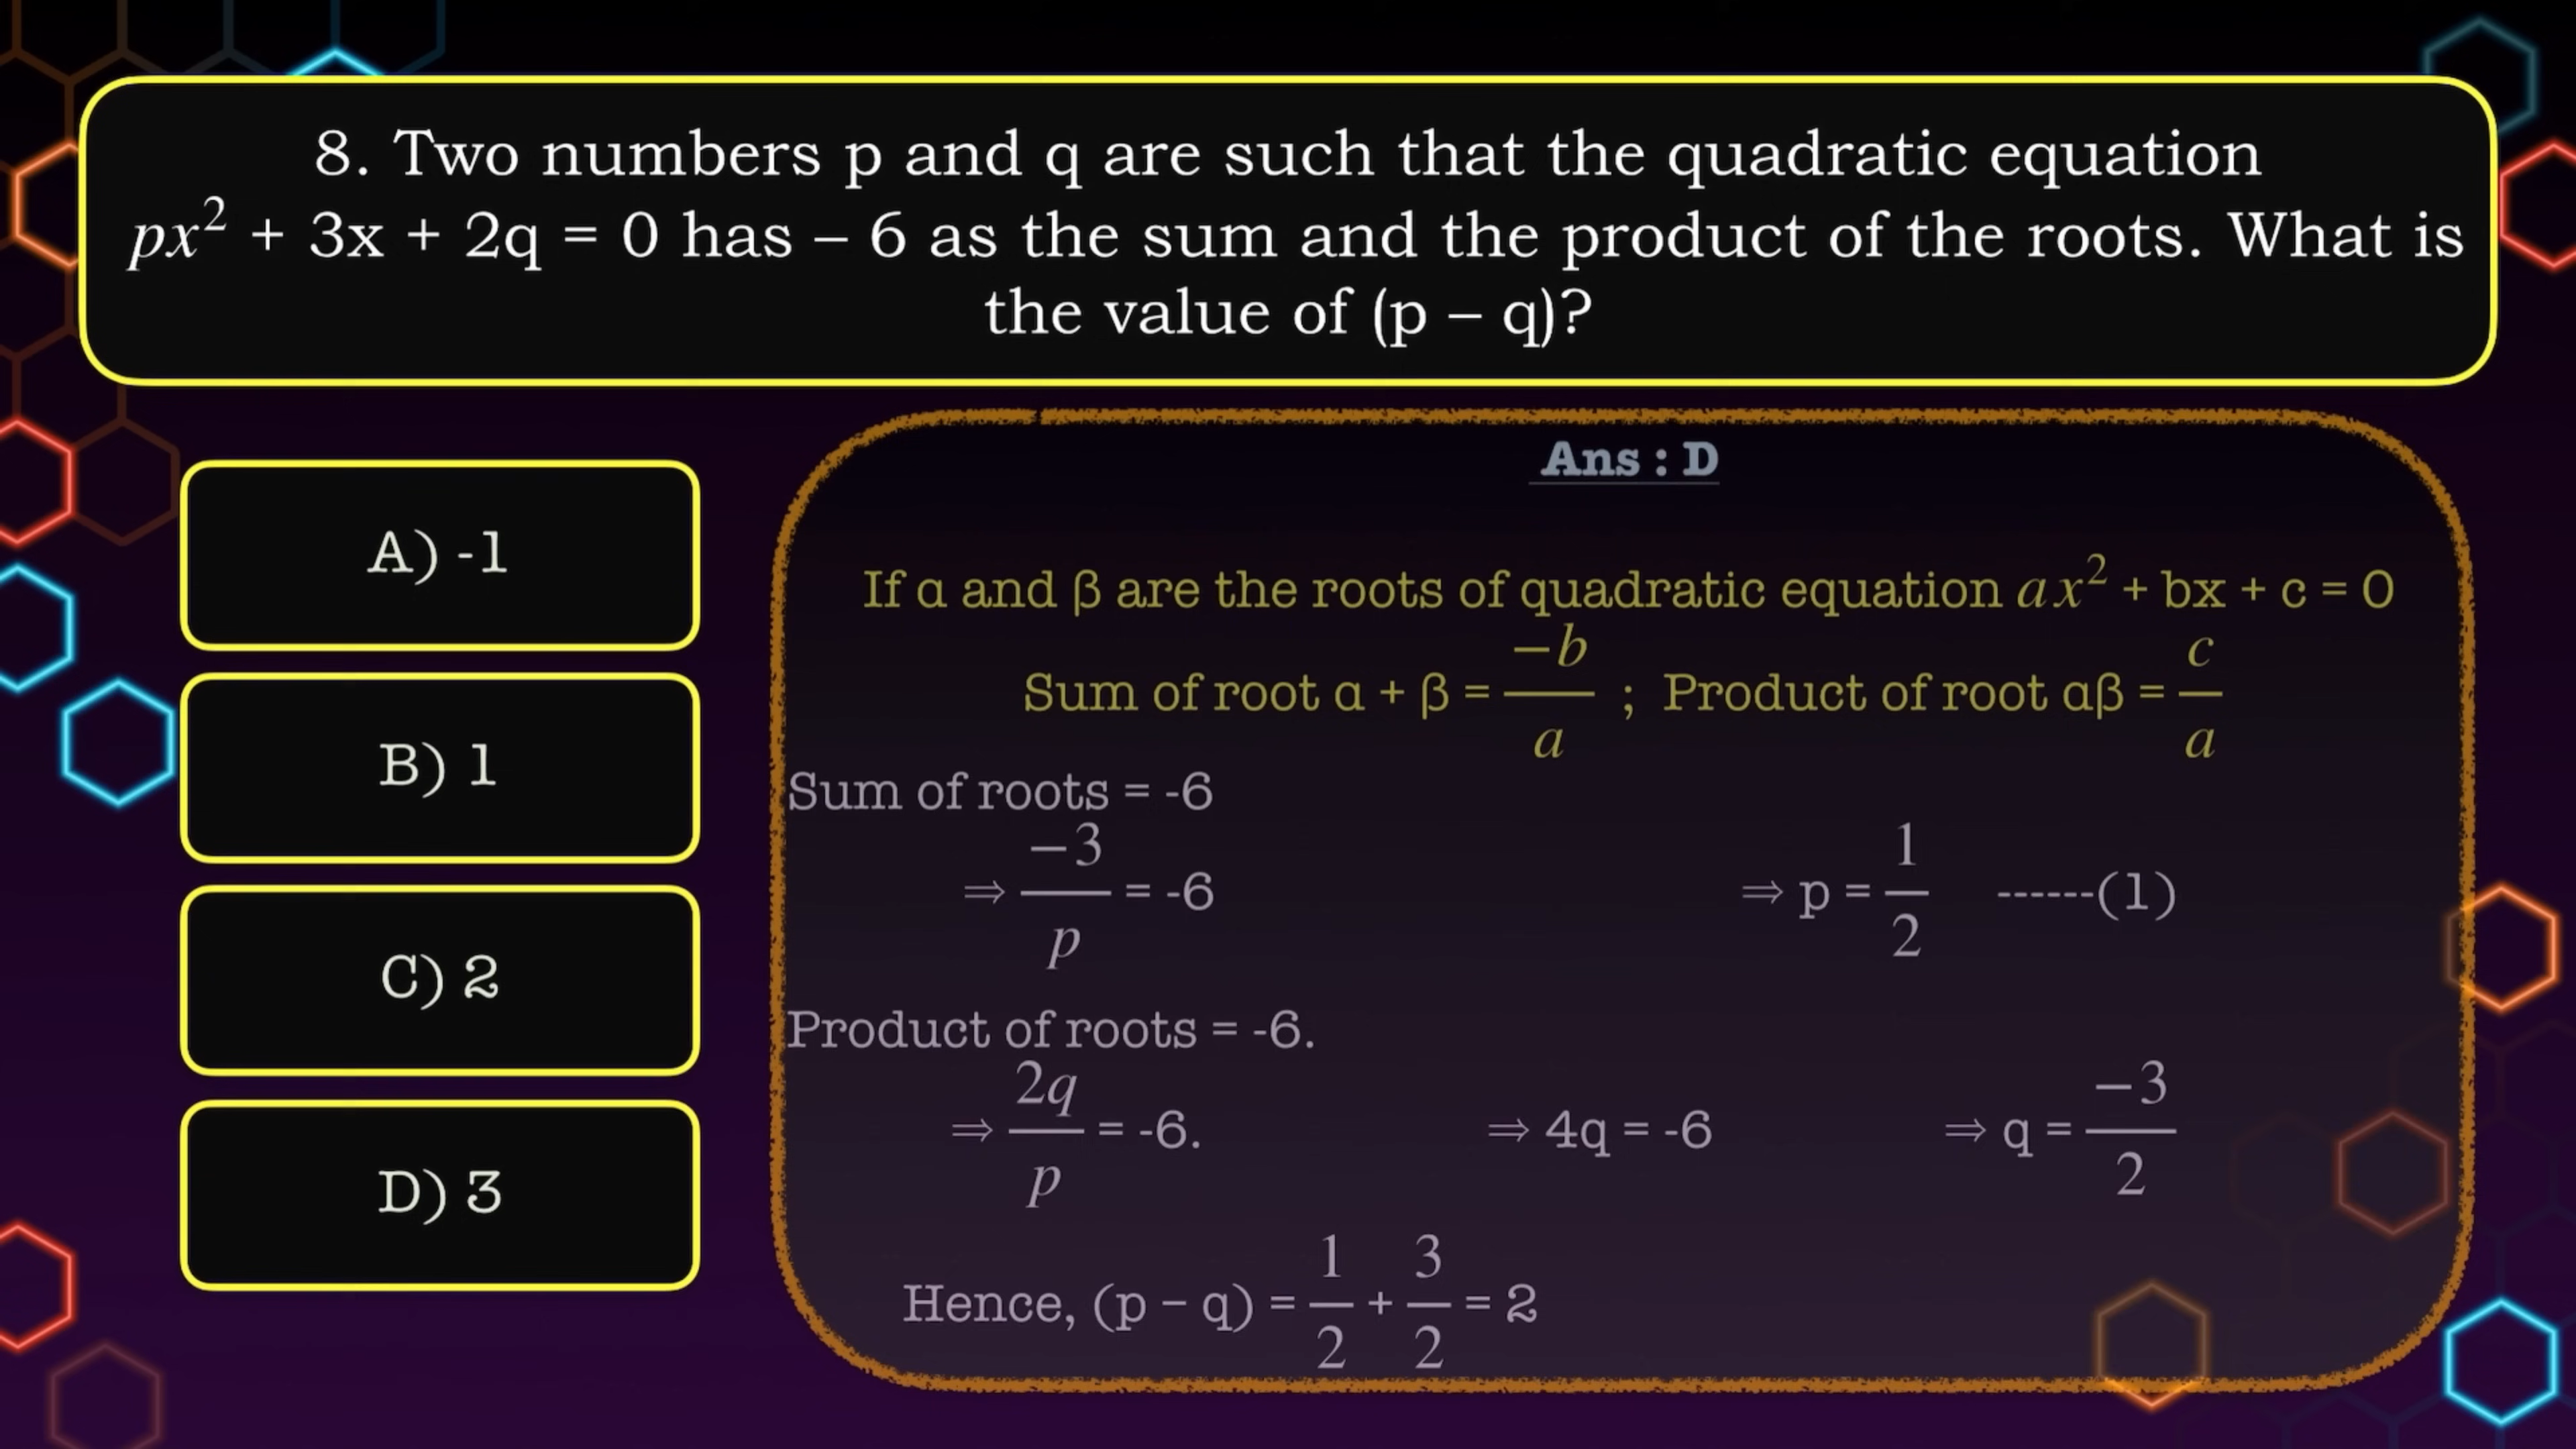 8. Two numbers p and q are such that the quadratic equation
px² + 3x + 2q = 0 has – 6 as the sum and the product of the roots. What is
the value of (p – q)?
A) -1
B) 1
C) 2
D) 3
Ans : D
If α and β are the roots of quadratic equation ax² + bx + c = 0
Sum of root α + β = −b/a ; Product of root αβ = c/a
Sum of roots = -6
⇒ −3/p = -6 ⇒ p = 1/2 ------(1)
Product of roots = -6.
⇒ 2q/p = -6. ⇒ 4q = -6 ⇒ q = −3/2
Hence, (p – q) = 1/2 + 3/2 = 2